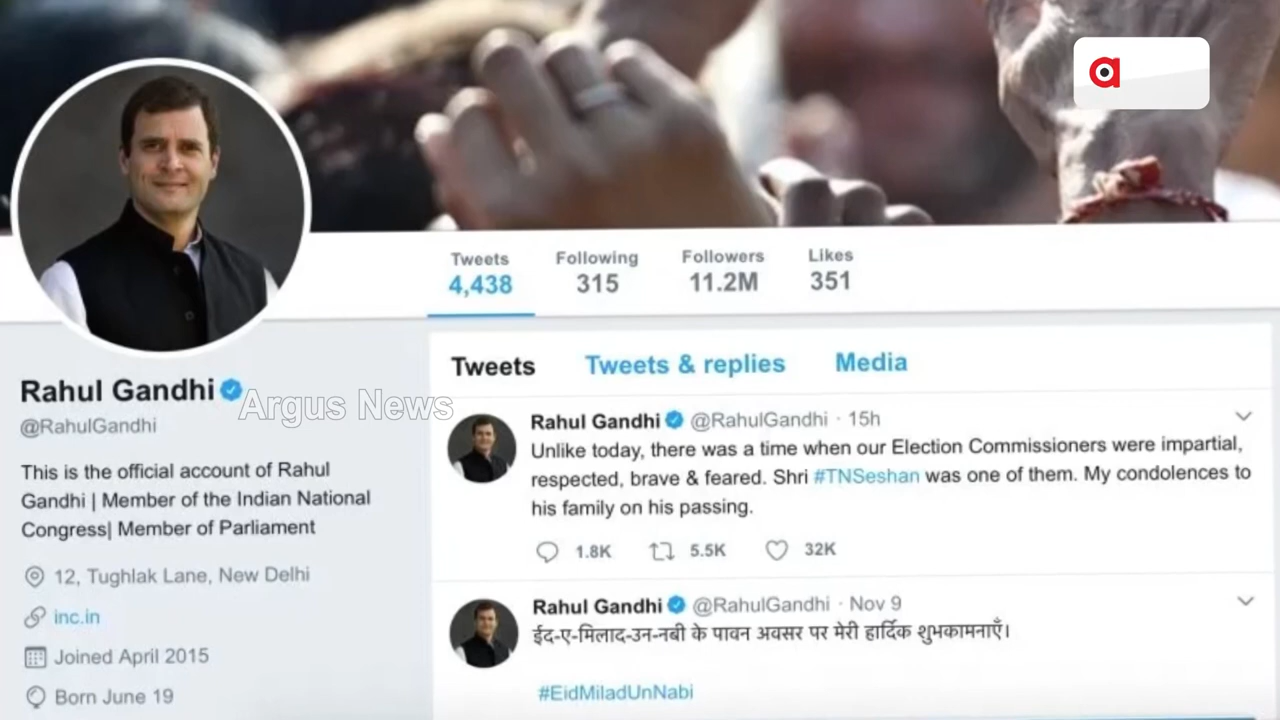 Tweets
4,438
Following
315
Followers
11.2M
Likes
351
Rahul Gandhi
@RahulGandhi
This is the official account of Rahul
Gandhi | Member of the Indian National
Congress| Member of Parliament
12, Tughlak Lane, New Delhi
inc.in
Joined April 2015
Born June 19
Argus News
Tweets Tweets & replies Media
Rahul Gandhi @RahulGandhi · 15h
Unlike today, there was a time when our Election Commissioners were impartial,
respected, brave & feared. Shri #TNSeshan was one of them. My condolences to
his family on his passing.
1.8K 5.5K 32K
Rahul Gandhi @RahulGandhi · Nov 9
ईद-ए-मिलाद-उन-नबी के पावन अवसर पर मेरी हार्दिक शुभकामनाएँ।
#EidMiladUnNabi